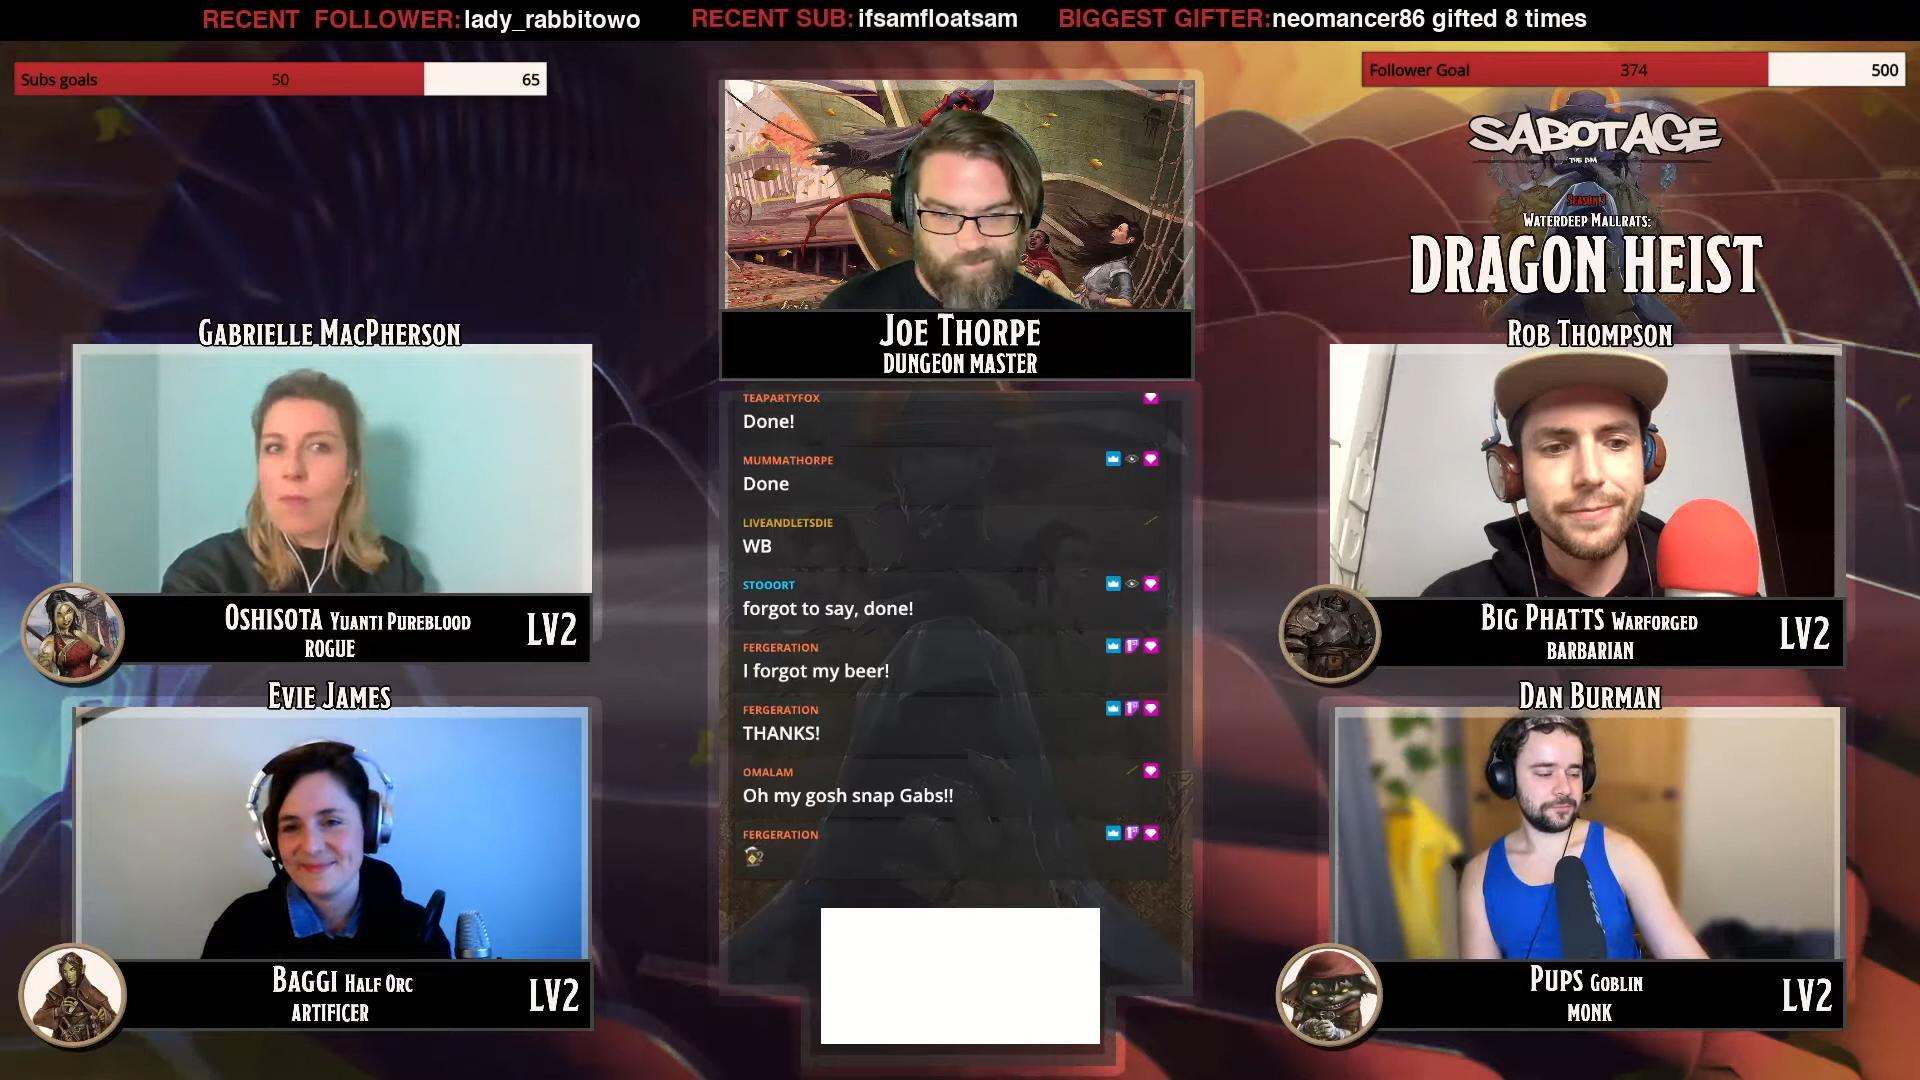 RECENT FOLLOWER: lady_rabbitowo
RECENT SUB: ifsamfloatsam
BIGGEST GIFTER: neomancer86 gifted 8 times
Subs goals 50 65
Follower Goal 374 500
SABOTAGE
THE DM
SEASON 1
WATERDEEP MALLRATS:
DRAGON HEIST
JOE THORPE
DUNGEON MASTER
GABRIELLE MACPHERSON
OSHISOTA YUANTI PUREBLOOD
ROGUE
LV2
ROB THOMPSON
BIG PHATTS WARFORGED
BARBARIAN
LV2
TEAPARTYFOX
Done!
MUMMATHORPE
Done
LIVEANDLETSDIE
WB
STOOORT
forgot to say, done!
FERGERATION
I forgot my beer!
FERGERATION
THANKS!
OMALAM
Oh my gosh snap Gabs!!
FERGERATION
EVIE JAMES
BAGGI HALF ORC
ARTIFICER
LV2
DAN BURMAN
PUPS GOBLIN
MONK
LV2